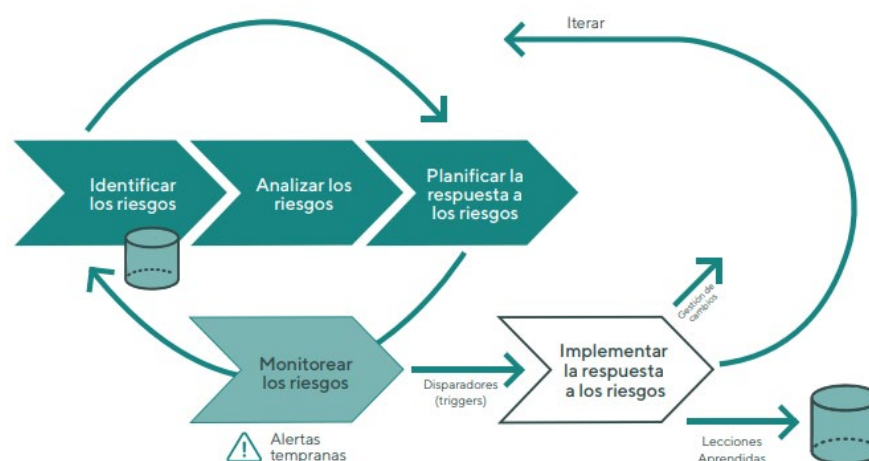 Iterar
Identificar
los riesgos
Analizar los
riesgos
Planificar la
respuesta a
los riesgos
Gestión de
cambios
Monitorear
los riesgos
Disparadores
(triggers)
Implementar
la respuesta
a los riesgos
Alertas
tempranas
Lecciones
Aprendidas